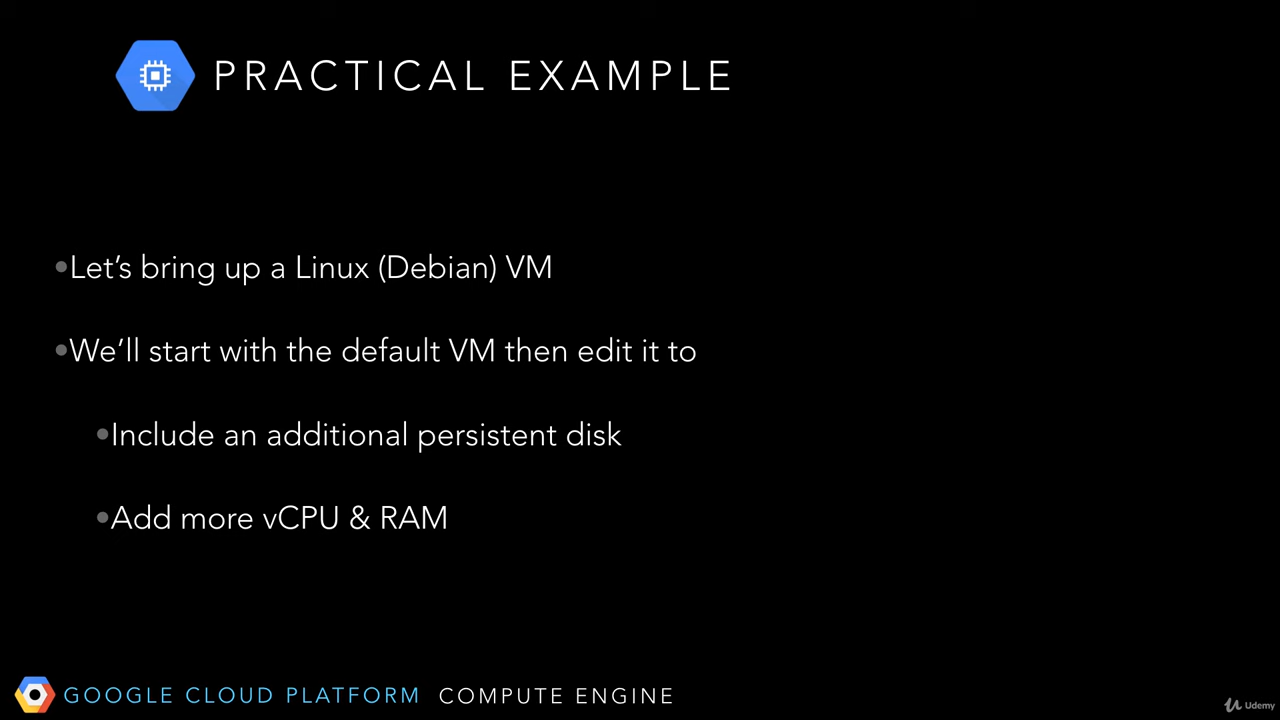 PRACTICAL EXAMPLE
•Let’s bring up a Linux (Debian) VM
•We’ll start with the default VM then edit it to
•Include an additional persistent disk
•Add more vCPU & RAM
GOOGLE CLOUD PLATFORM COMPUTE ENGINE
Udemy